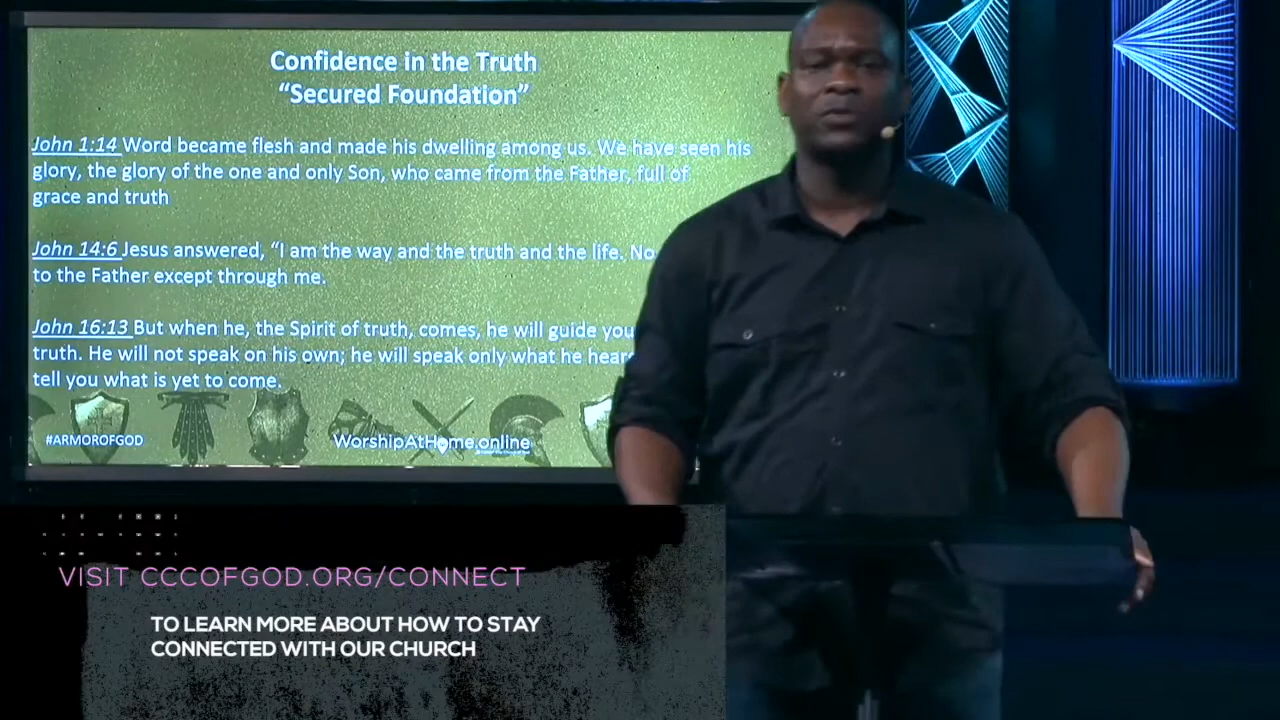 Confidence in the Truth
“Secured Foundation”
John 1:14 Word became flesh and made his dwelling among us. We have seen his
glory, the glory of the one and only Son, who came from the Father, full of
grace and truth
John 14:6 Jesus answered, “I am the way and the truth and the life. No
to the Father except through me.
John 16:13 But when he, the Spirit of truth, comes, he will guide you
truth. He will not speak on his own; he will speak only what he hears
tell you what is yet to come.
#ARMOROFGOD
WorshipAtHome.online
VISIT CCCOFGOD.ORG/CONNECT
TO LEARN MORE ABOUT HOW TO STAY
CONNECTED WITH OUR CHURCH